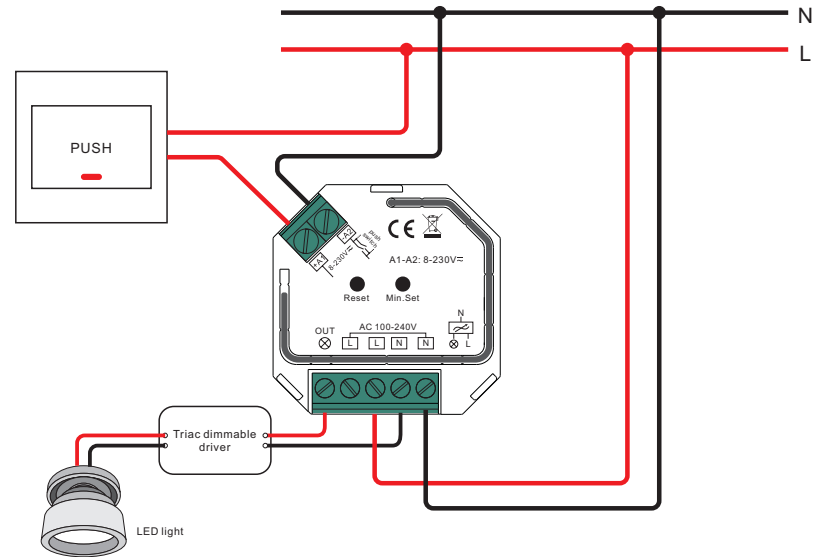 N
L
PUSH
-A2
push
switch
+A1
8-230V
CE
A1-A2: 8-230V
Reset
Min.Set
OUT
AC 100-240V
L
L
N
N
N
L
Triac dimmable
driver
LED light